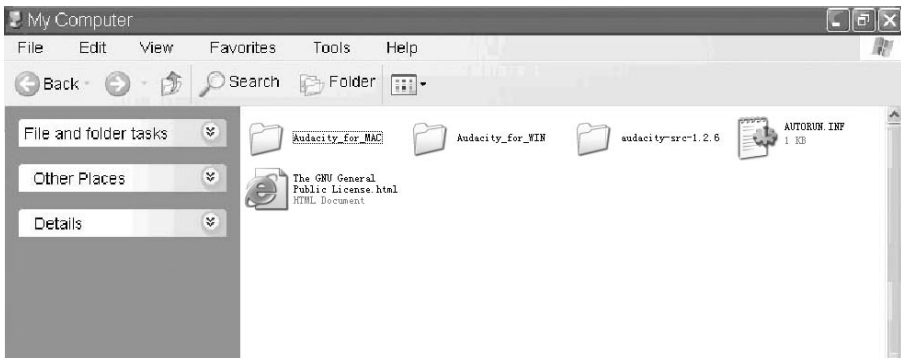 My Computer
File Edit View Favorites Tools Help
Back Search Folder
File and folder tasks
Other Places
Details
Audacity_for_MAC Audacity_for_WIN audacity-src-1.2.6 AUTORUN.INF
1 KB
The GNU General
Public License.html
HTML Document